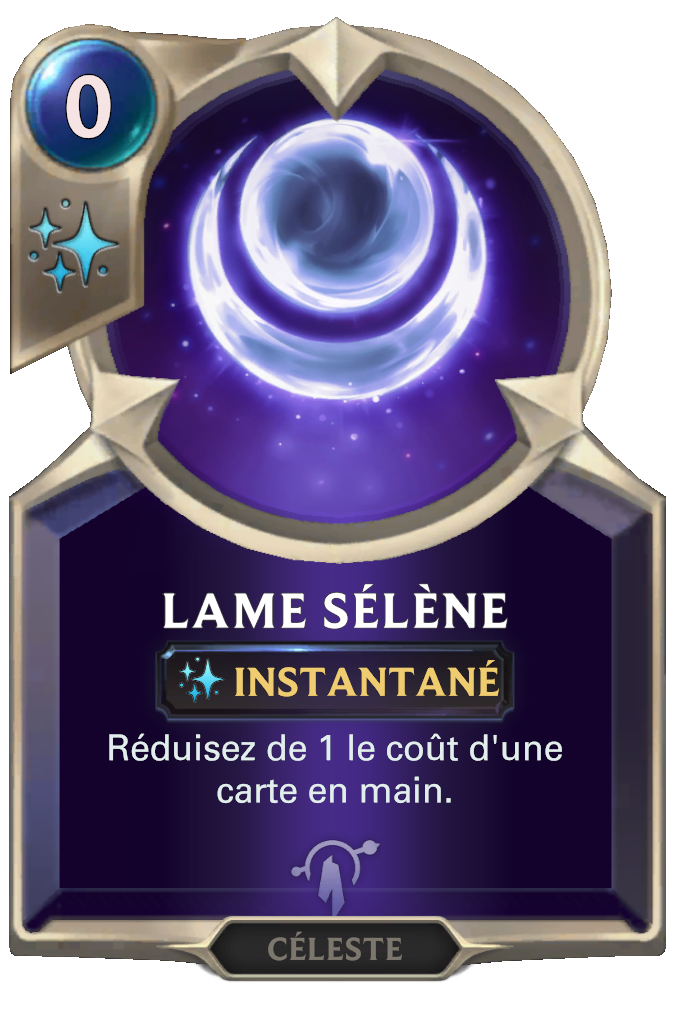 0
LAME SÉLÈNE
INSTANTANÉ
Réduisez de 1 le coût d'une
carte en main.
CÉLESTE